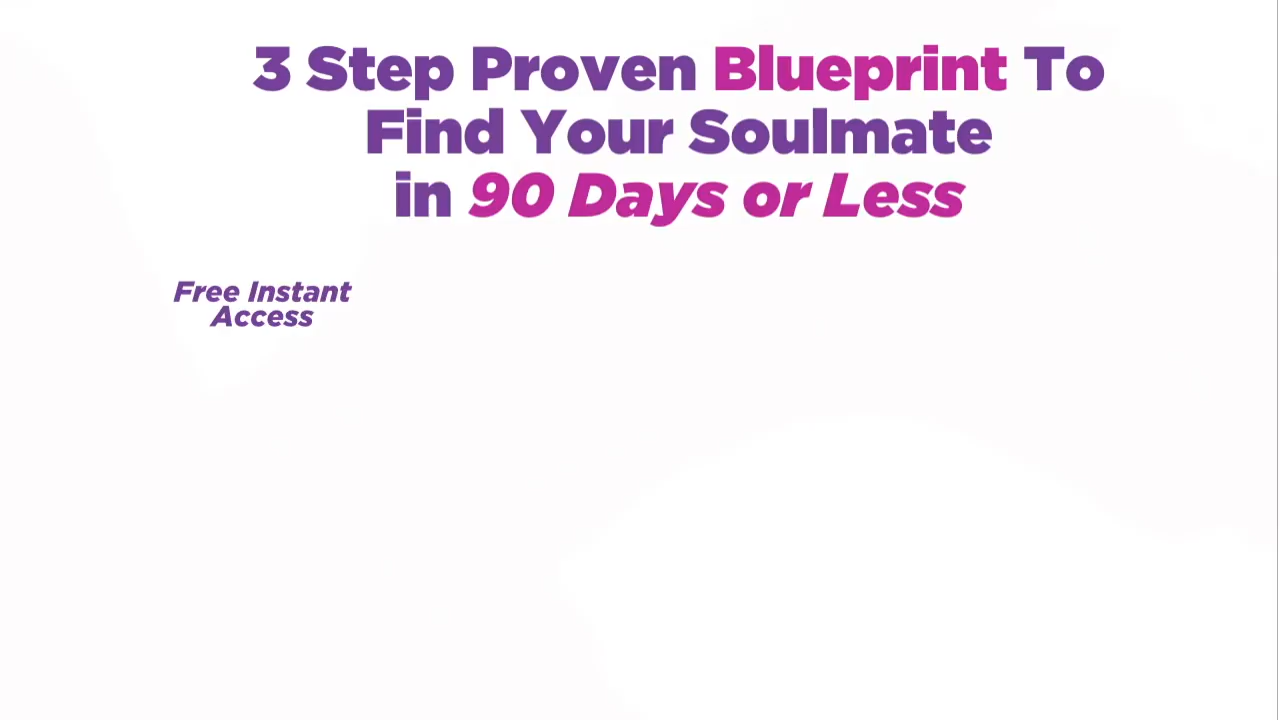 3 Step Proven Blueprint To
Find Your Soulmate
in 90 Days or Less
Free Instant
Access